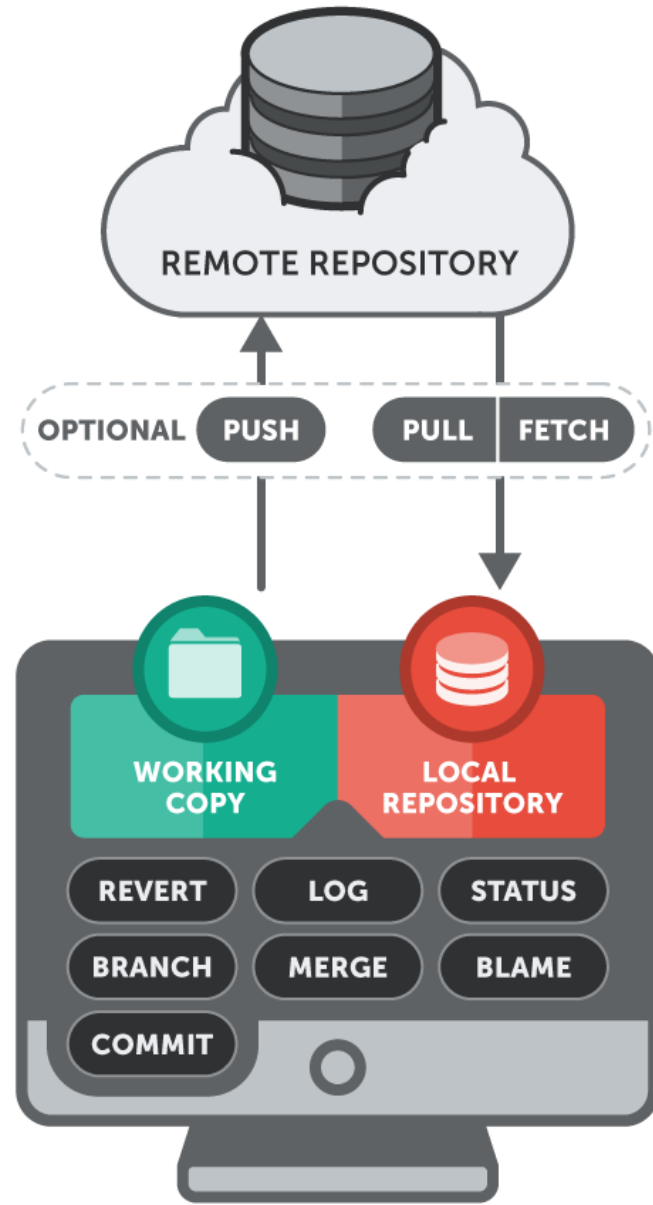 REMOTE REPOSITORY
OPTIONAL PUSH PULL FETCH
WORKING
COPY
LOCAL
REPOSITORY
REVERT LOG STATUS
BRANCH MERGE BLAME
COMMIT